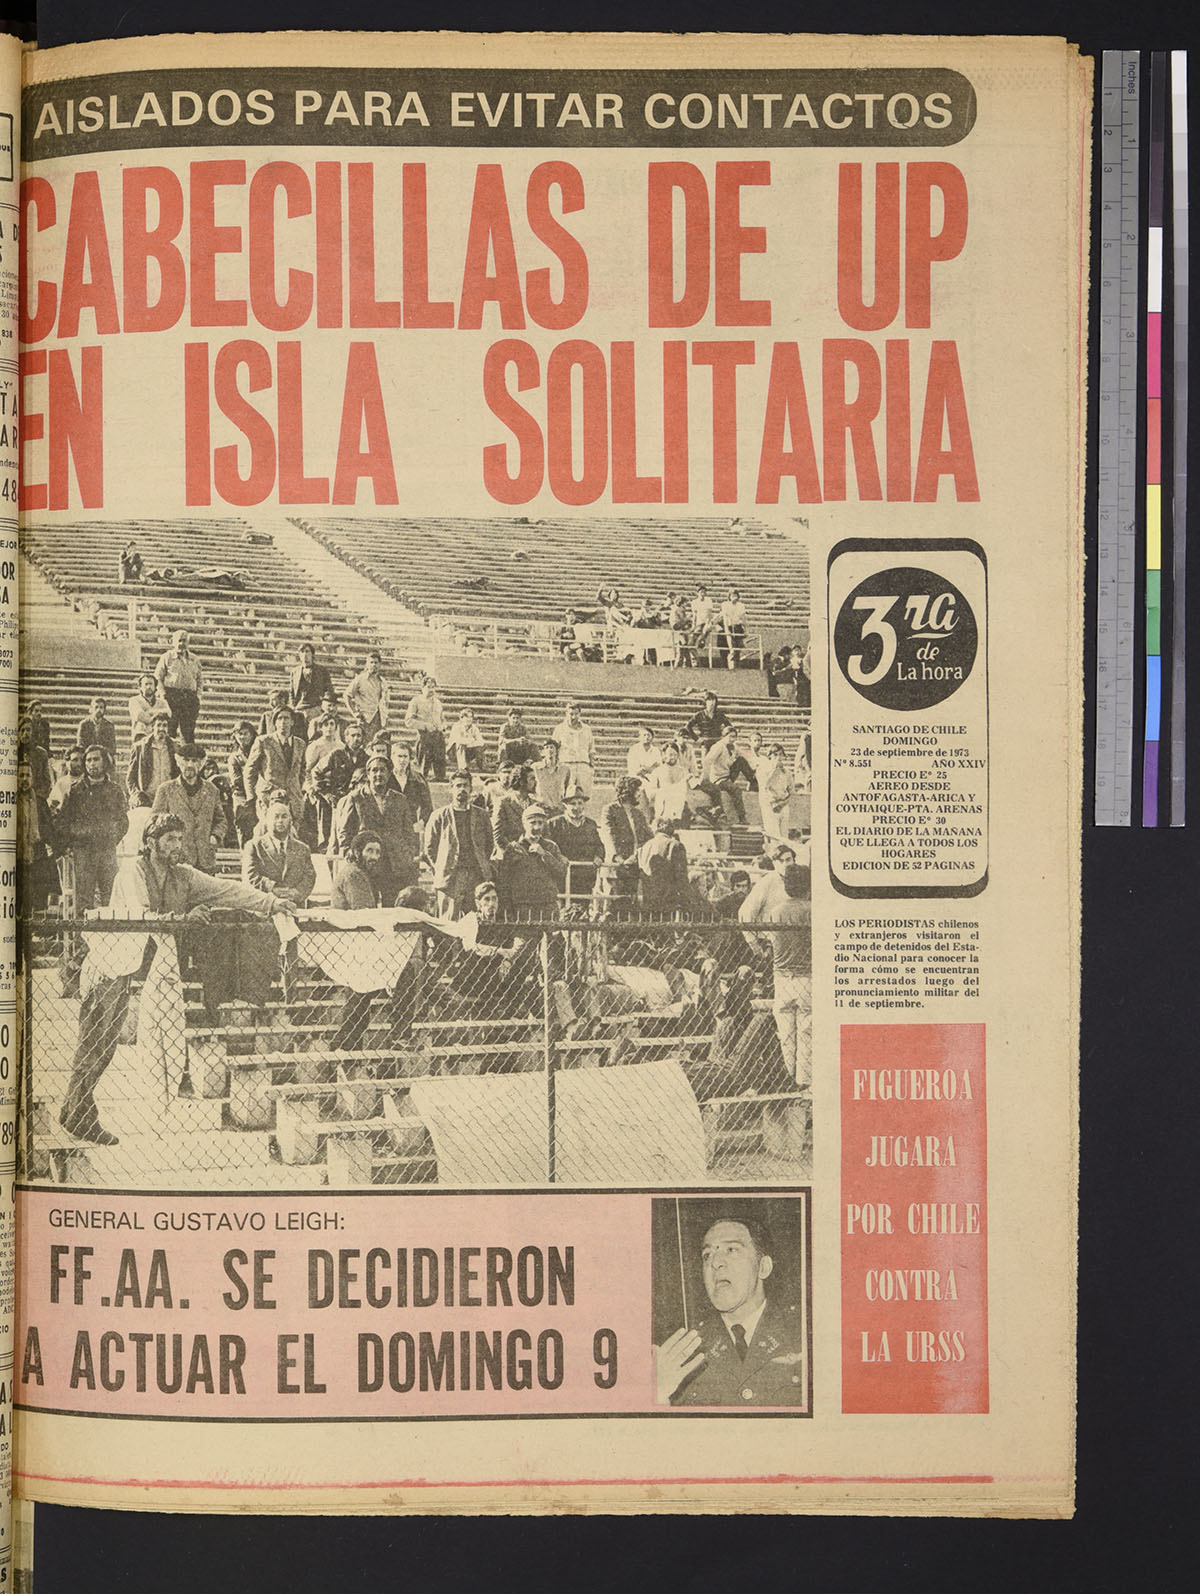 AISLADOS PARA EVITAR CONTACTOS
CABECILLAS DE UP
EN ISLA SOLITARIA
3ra
de
La hora
SANTIAGO DE CHILE
DOMINGO
23 de septiembre de 1973
Nº 8.551 AÑO XXIV
PRECIO Eº 25
AEREO DESDE
ANTOFAGASTA-ARICA Y
COYHAIQUE-PTA. ARENAS
PRECIO Eº 30
EL DIARIO DE LA MAÑANA
QUE LLEGA A TODOS LOS
HOGARES
EDICION DE 52 PAGINAS
LOS PERIODISTAS chilenos
y extranjeros visitaron el
campo de detenidos del Esta-
dio Nacional para conocer la
forma cómo se encuentran
los arrestados luego del
pronunciamiento militar del
11 de septiembre.
FIGUEROA
JUGARA
POR CHILE
CONTRA
LA URSS
GENERAL GUSTAVO LEIGH:
FF.AA. SE DECIDIERON
A ACTUAR EL DOMINGO 9
Inches